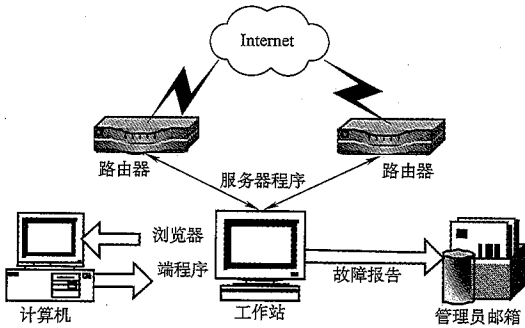 Internet
路由器
路由器
服务器程序
浏览器
端程序
故障报告
计算机
工作站
管理员邮箱